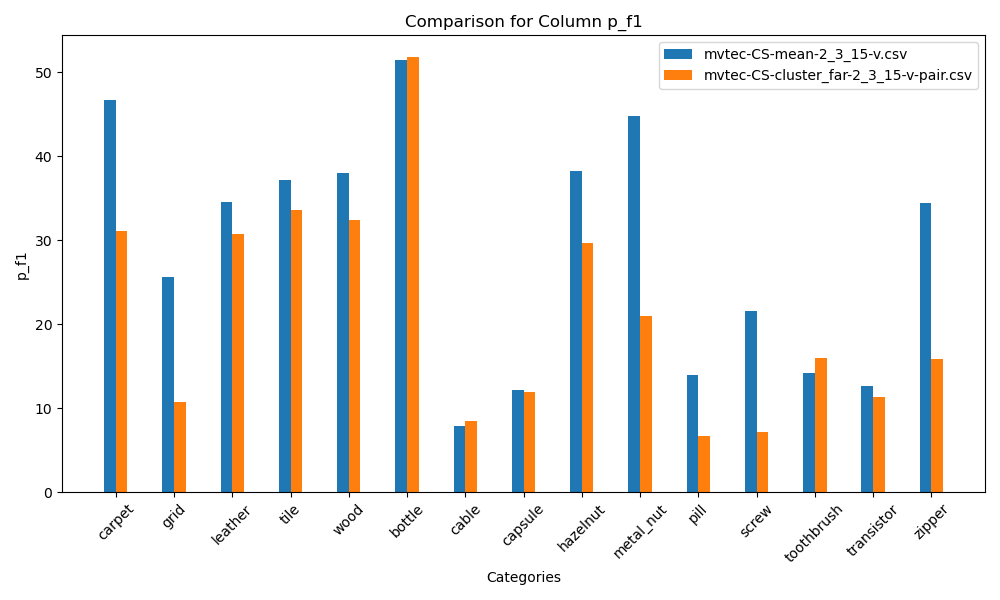 Comparison for Column p_f1
mvtec-CS-mean-2_3_15-v.csv
mvtec-CS-cluster_far-2_3_15-v-pair.csv
p_f1
50
40
30
20
10
0
carpet
grid
leather
tile
wood
bottle
cable
capsule
hazelnut
metal_nut
pill
screw
toothbrush
transistor
zipper
Categories